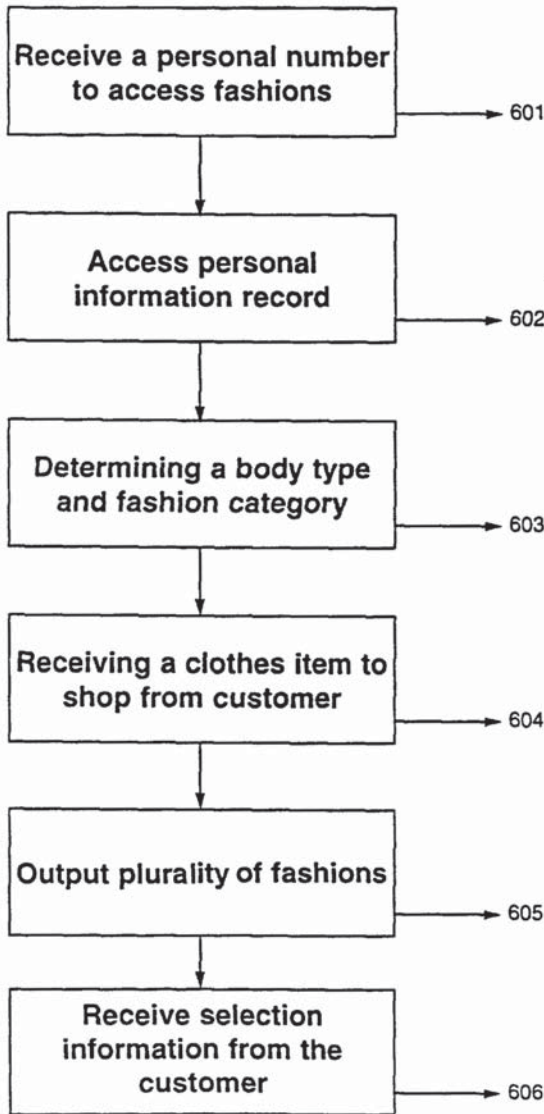 Receive a personal number
to access fashions
601
Access personal
information record
602
Determining a body type
and fashion category
603
Receiving a clothes item to
shop from customer
604
Output plurality of fashions
605
Receive selection
information from the
customer
606